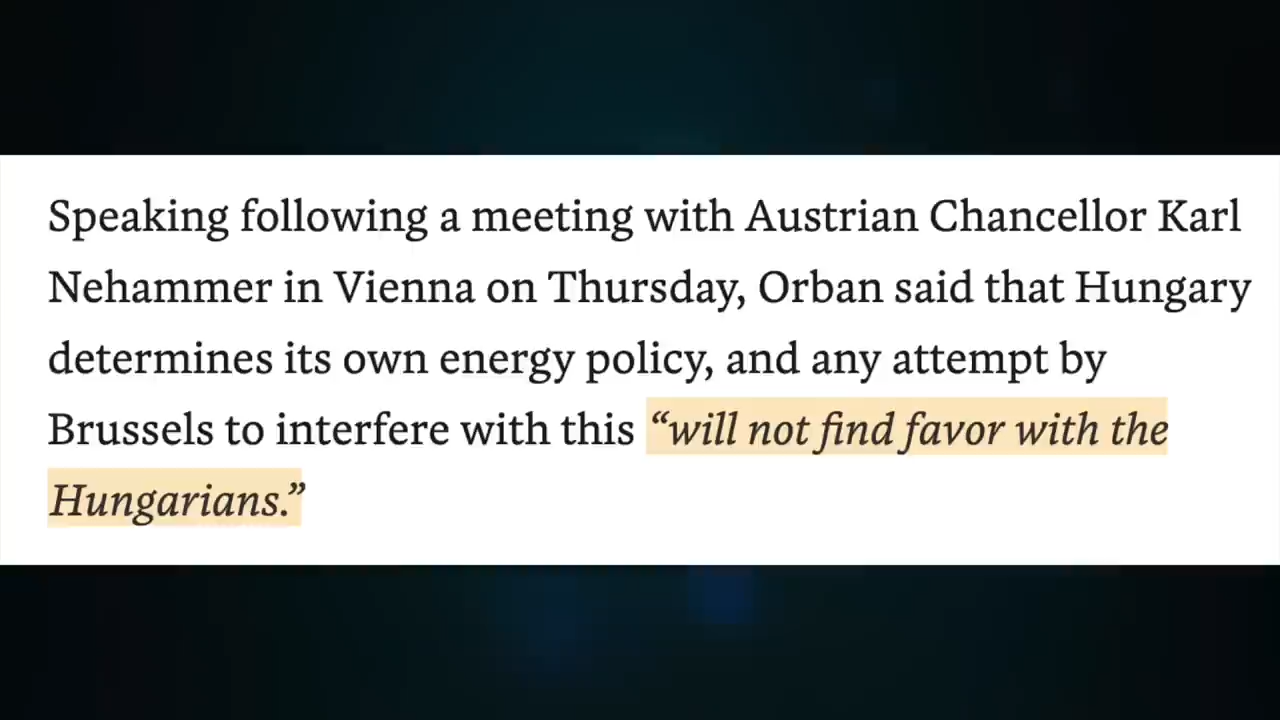 Speaking following a meeting with Austrian Chancellor Karl
Nehammer in Vienna on Thursday, Orban said that Hungary
determines its own energy policy, and any attempt by
Brussels to interfere with this “will not find favor with the
Hungarians.”